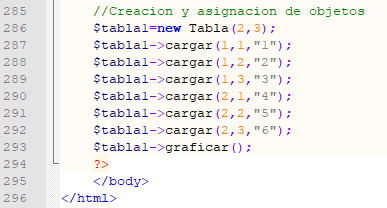 285 //Creacion y asignacion de objetos
286 $tabla1=new Tabla(2,3);
287 $tabla1->cargar(1,1,"1");
288 $tabla1->cargar(1,2,"2");
289 $tabla1->cargar(1,3,"3");
290 $tabla1->cargar(2,1,"4");
291 $tabla1->cargar(2,2,"5");
292 $tabla1->cargar(2,3,"6");
293 $tabla1->graficar();
294 ?>
295 </body>
296 </html>